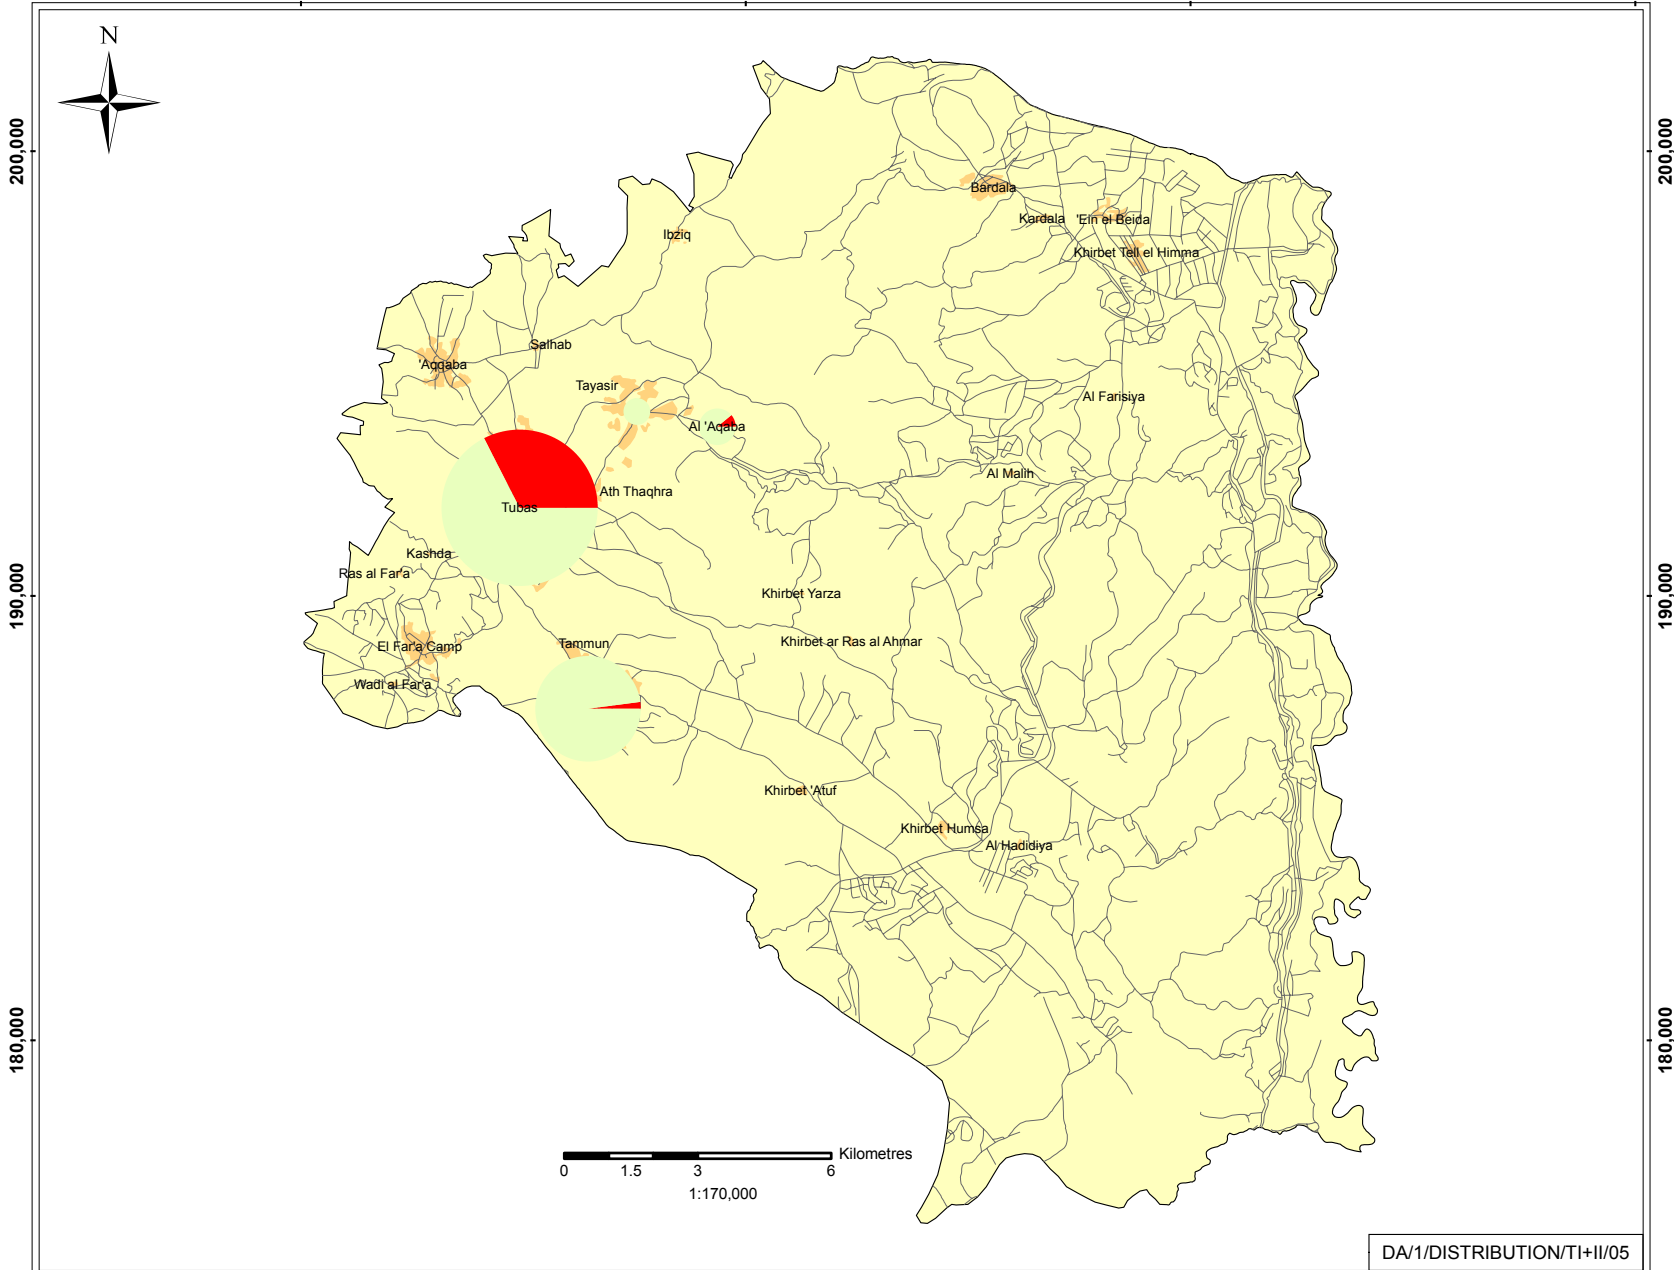 N
200,000
200,000
Bardala
Kardala
'Ein el Beida
Ibziq
Khirbet Tell el Himma
Salhab
'Aqqaba
Tayasir
Al Farisiya
Al 'Aqaba
Al Malih
Ath Thaqhra
Tubas
Kashda
Ras al Far'a
190,000
Khirbet Yarza
190,000
Tammun
Khirbet ar Ras al Ahmar
El Far'a Camp
Wadi al Far'a
Khirbet 'Atuf
Khirbet Humsa
Al Hadidiya
180,000
180,000
Kilometres
0 1.5 3 6
1:170,000
DA/1/DISTRIBUTION/TI+II/05